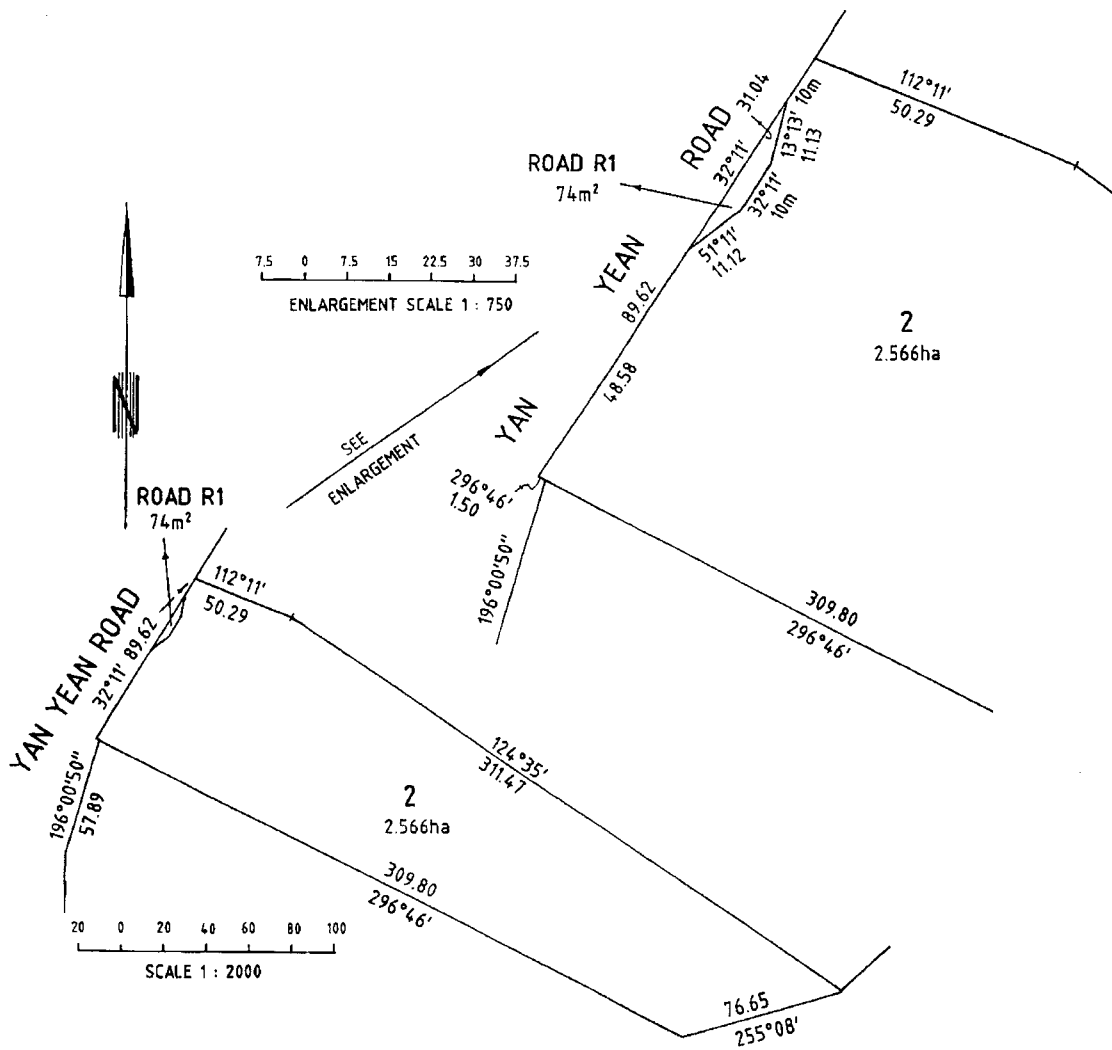 112°11'
50.29
31.04
10m
13°13'
11.13
ROAD
32°11'
ROAD R1
74m²
32°11'
10m
51°11'
11.12
YEAN
89.62
48.58
YAN
2
2.566ha
7.5 0 7.5 15 22.5 30 37.5
ENLARGEMENT SCALE 1 : 750
N
SEE
ENLARGEMENT
296°46'
1.50
196°00'50"
309.80
296°46'
ROAD R1
74m²
112°11'
50.29
YAN YEAN ROAD
32°11' 89.62
196°00'50"
57.89
124°35'
311.47
2
2.566ha
309.80
296°46'
20 0 20 40 60 80 100
SCALE 1 : 2000
76.65
255°08'